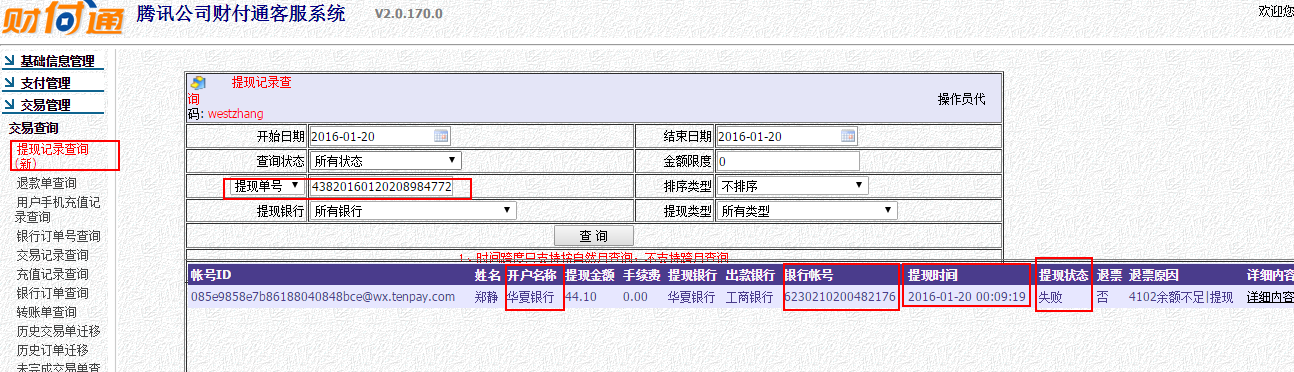 财付通 腾讯公司财付通客服系统 V2.0.170.0 欢迎您
基础信息管理
支付管理
交易管理
交易查询
提现记录查询
(新)
退款单查询
用户手机充值记
录查询
银行订单号查询
交易记录查询
充值记录查询
银行订单查询
转账单查询
历史交易单迁移
历史订单迁移
未完成交易单查
提现记录查
询 操作员代
码: westzhang
开始日期 2016-01-20 结束日期 2016-01-20
查询状态 所有状态 金额限度 0
提现单号 43820160120208984772 排序类型 不排序
提现银行 所有银行 提现类型 所有类型
查 询
1、时间跨度只支持按自然月查询；不支持跨月查询
帐号ID 姓名 开户名称 提现金额 手续费 提现银行 出款银行 银行帐号 提现时间 提现状态 退票 退票原因 详细内容
085e9858e7b86188040848bce@wx.tenpay.com 郑静 华夏银行 44.10 0.00 华夏银行 工商银行 6230210200482176 2016-01-20 00:09:19 失败 否 4102余额不足|提现 详细内容